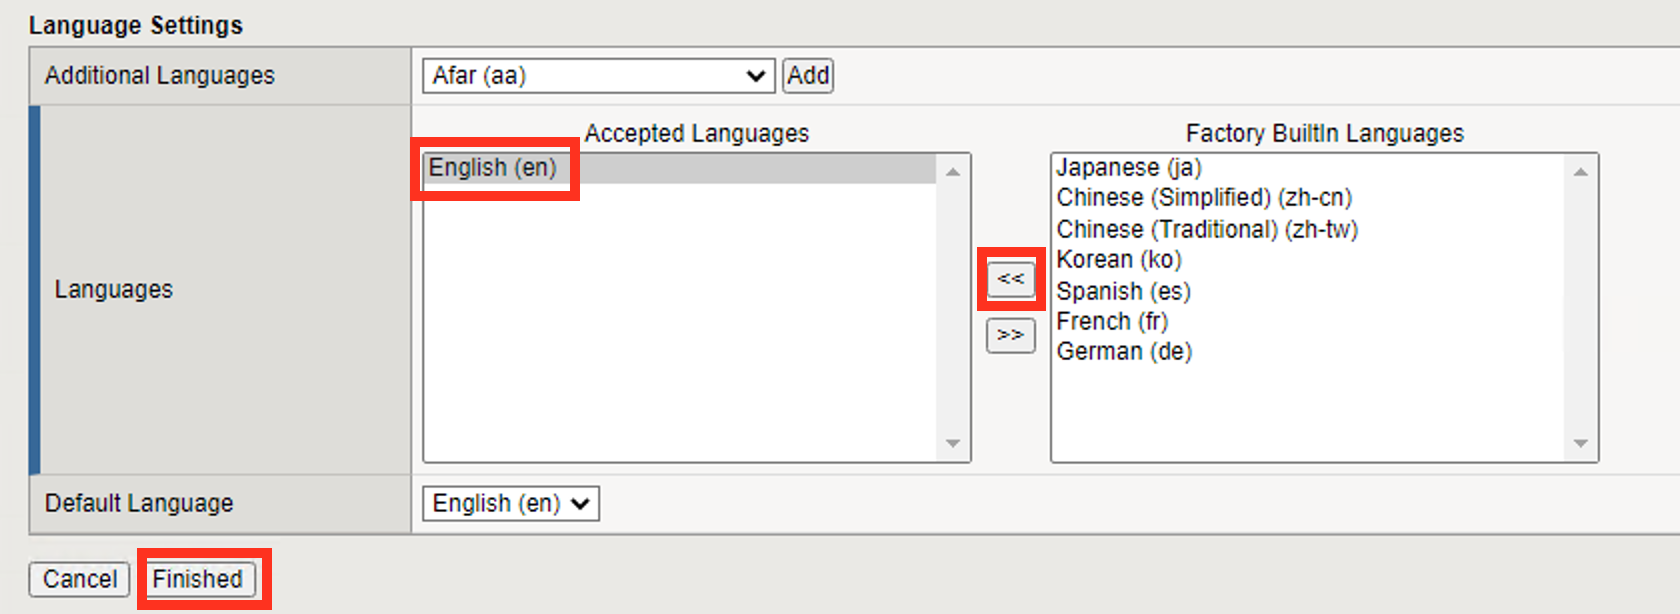 Language Settings
Additional Languages
Afar (aa)
Add
Languages
Accepted Languages
English (en)
<<
>>
Factory BuiltIn Languages
Japanese (ja)
Chinese (Simplified) (zh-cn)
Chinese (Traditional) (zh-tw)
Korean (ko)
Spanish (es)
French (fr)
German (de)
Default Language
English (en)
Cancel
Finished